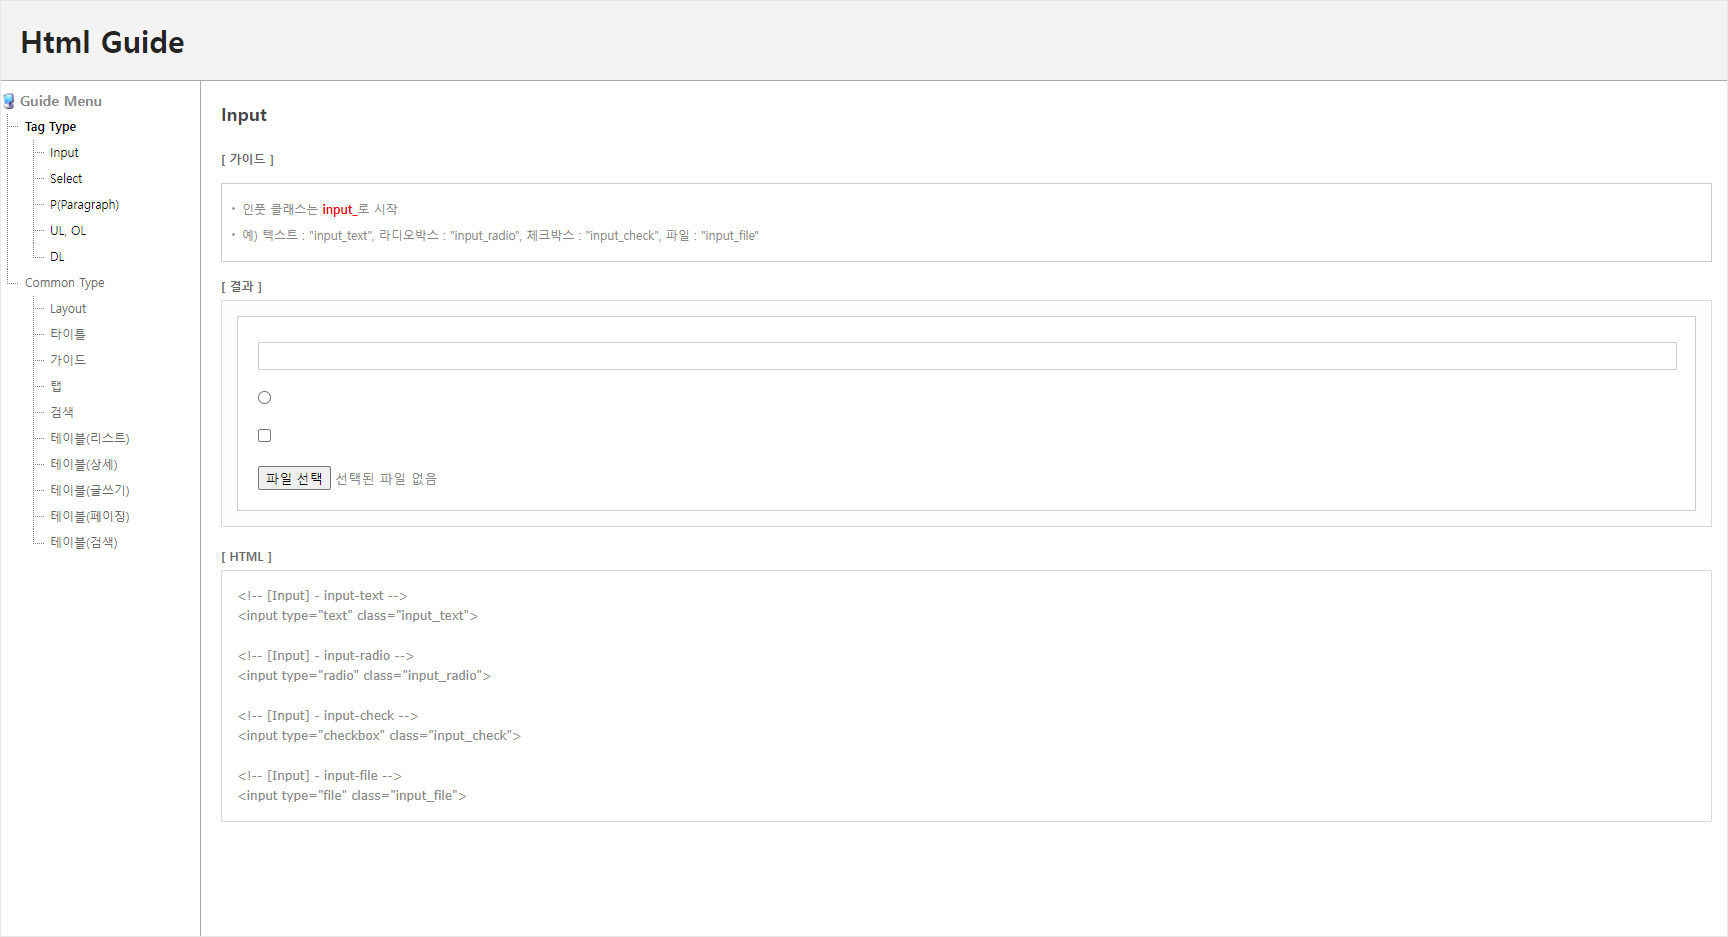 Html Guide
Guide Menu
Tag Type
Input
Select
P(Paragraph)
UL, OL
DL
Common Type
Layout
타이틀
가이드
탭
검색
테이블(리스트)
테이블(상세)
테이블(글쓰기)
테이블(페이징)
테이블(검색)
Input
[ 가이드 ]
• 인풋 클래스는 input_로 시작
• 예) 텍스트 : "input_text", 라디오박스 : "input_radio", 체크박스 : "input_check", 파일 : "input_file"
[ 결과 ]
파일 선택 선택된 파일 없음
[ HTML ]
<!-- [Input] - input-text -->
<input type="text" class="input_text">
<!-- [Input] - input-radio -->
<input type="radio" class="input_radio">
<!-- [Input] - input-check -->
<input type="checkbox" class="input_check">
<!-- [Input] - input-file -->
<input type="file" class="input_file">